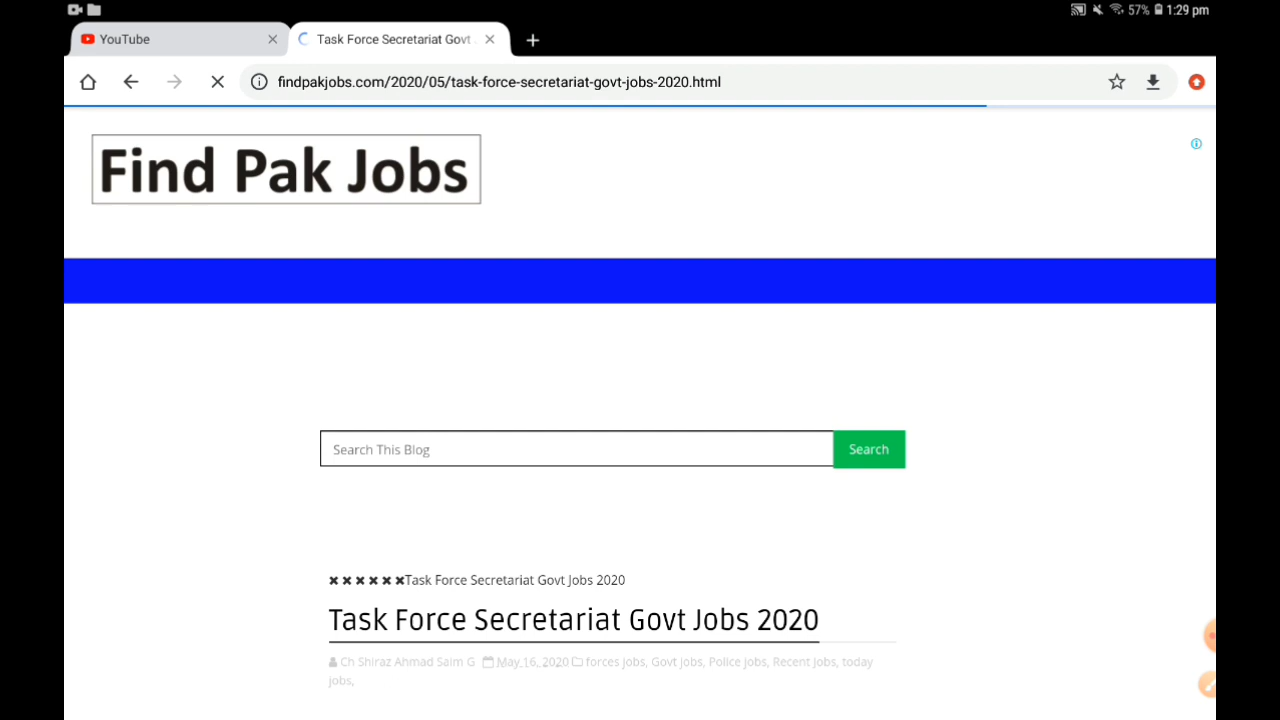 57% 1:29 pm
YouTube
Task Force Secretariat Govt
findpakjobs.com/2020/05/task-force-secretariat-govt-jobs-2020.html
Find Pak Jobs
Search This Blog
Search
Task Force Secretariat Govt Jobs 2020
Task Force Secretariat Govt Jobs 2020
Ch Shiraz Ahmad Saim G May 16, 2020 forces jobs, Govt jobs, Police Jobs, Recent Jobs, today
jobs,